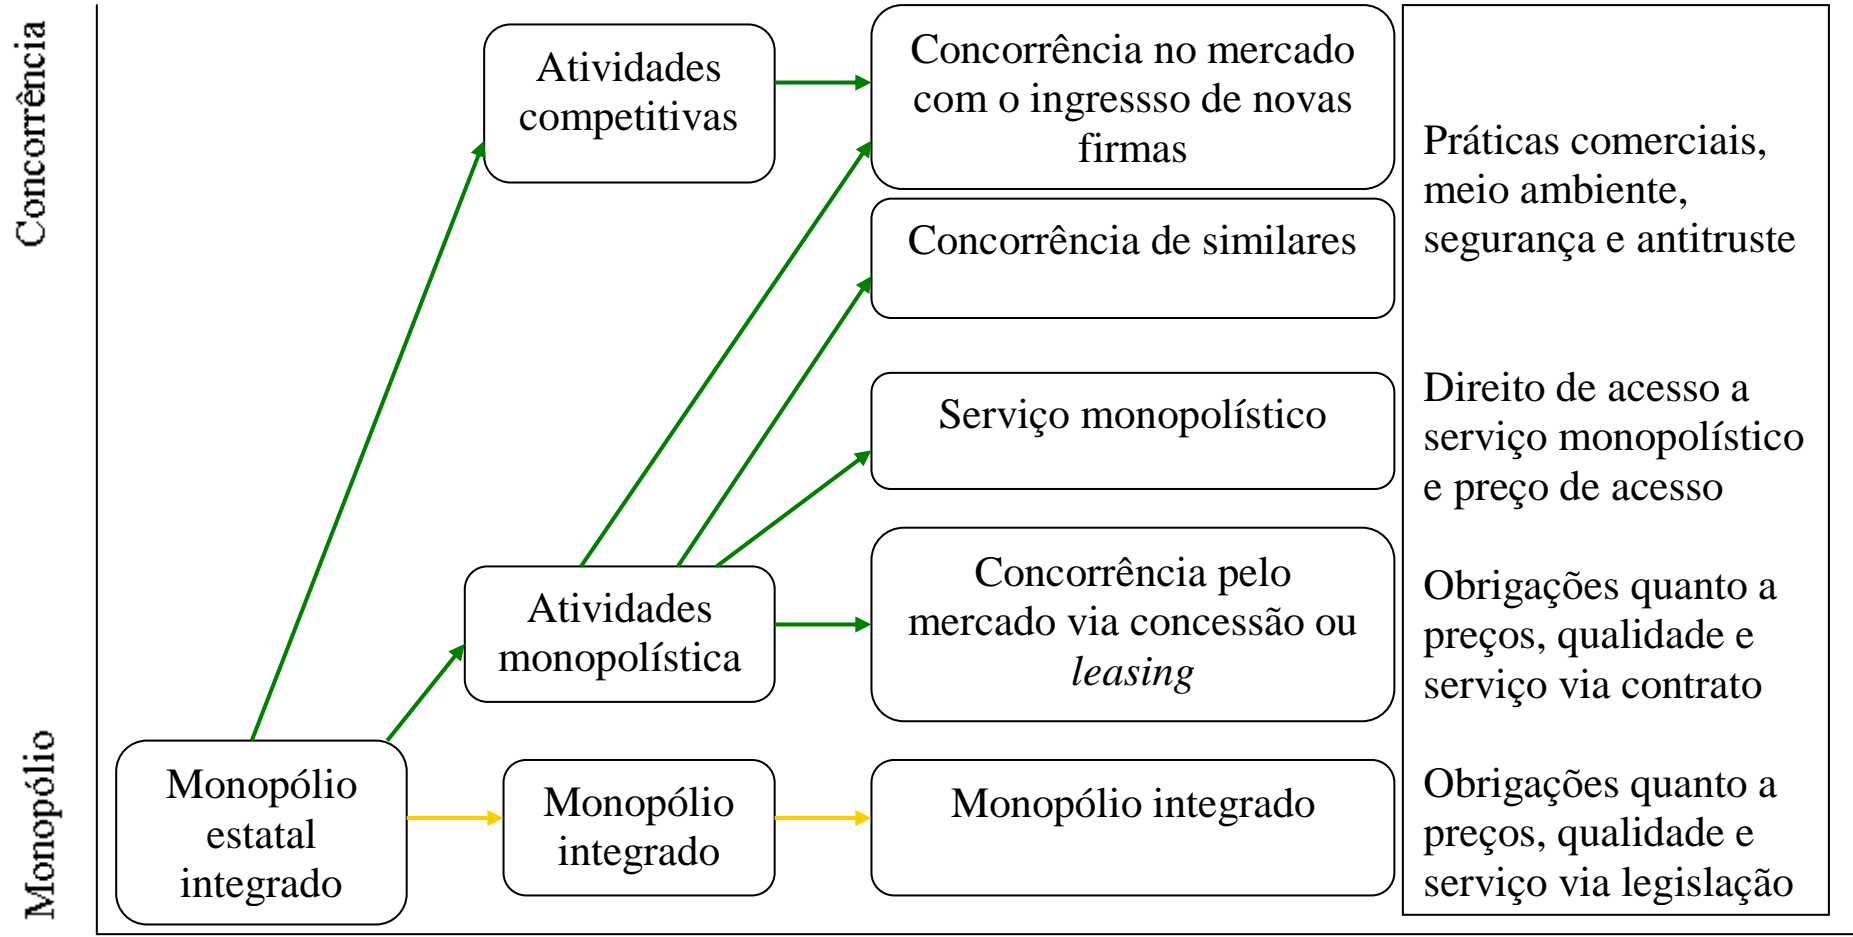 Concorrência
Atividades
competitivas
Concorrência no mercado
com o ingressso de novas
firmas
Práticas comerciais,
meio ambiente,
segurança e antitruste
Concorrência de similares
Serviço monopolístico
Direito de acesso a
serviço monopolístico
e preço de acesso
Atividades
monopolística
Concorrência pelo
mercado via concessão ou
leasing
Obrigações quanto a
preços, qualidade e
serviço via contrato
Monopólio
Monopólio
estatal
integrado
Monopólio
integrado
Monopólio integrado
Obrigações quanto a
preços, qualidade e
serviço via legislação